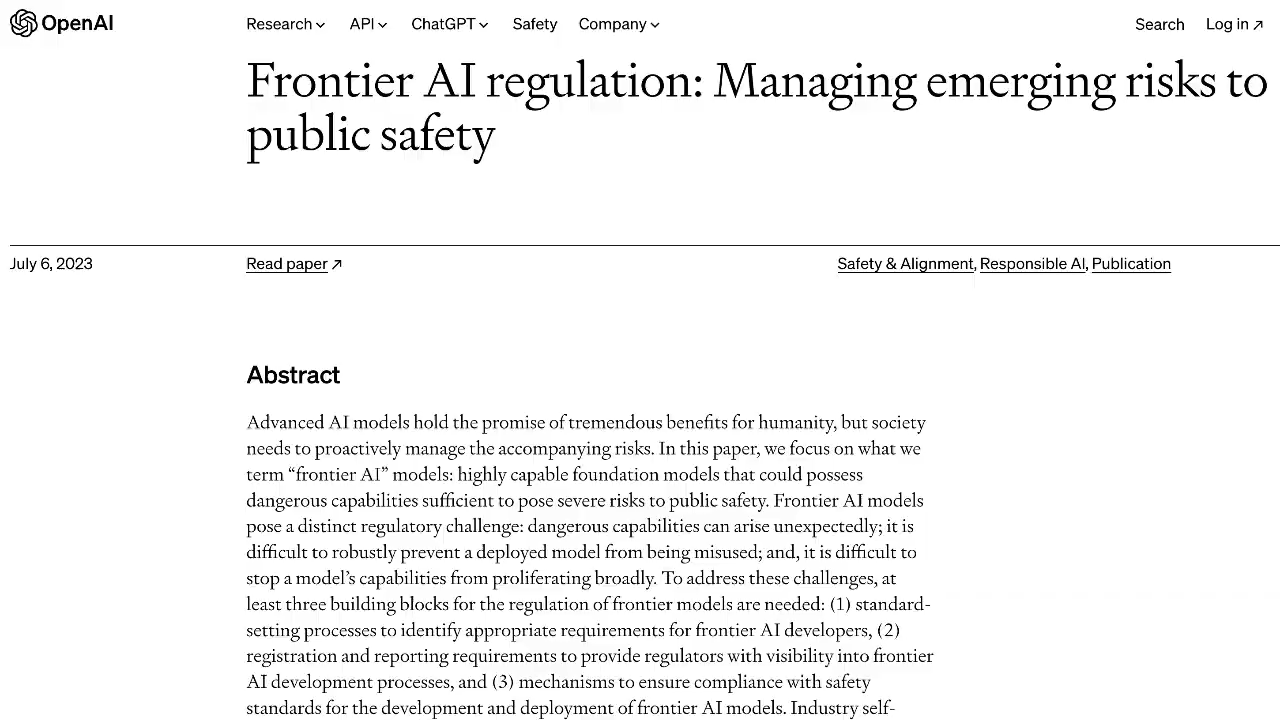 OpenAI Research API ChatGPT Safety Company Search Log in ↗
Frontier AI regulation: Managing emerging risks to
public safety
July 6, 2023 Read paper ↗ Safety & Alignment, Responsible AI, Publication
Abstract
Advanced AI models hold the promise of tremendous benefits for humanity, but society
needs to proactively manage the accompanying risks. In this paper, we focus on what we
term “frontier AI” models: highly capable foundation models that could possess
dangerous capabilities sufficient to pose severe risks to public safety. Frontier AI models
pose a distinct regulatory challenge: dangerous capabilities can arise unexpectedly; it is
difficult to robustly prevent a deployed model from being misused; and, it is difficult to
stop a model’s capabilities from proliferating broadly. To address these challenges, at
least three building blocks for the regulation of frontier models are needed: (1) standard-
setting processes to identify appropriate requirements for frontier AI developers, (2)
registration and reporting requirements to provide regulators with visibility into frontier
AI development processes, and (3) mechanisms to ensure compliance with safety
standards for the development and deployment of frontier AI models. Industry self-